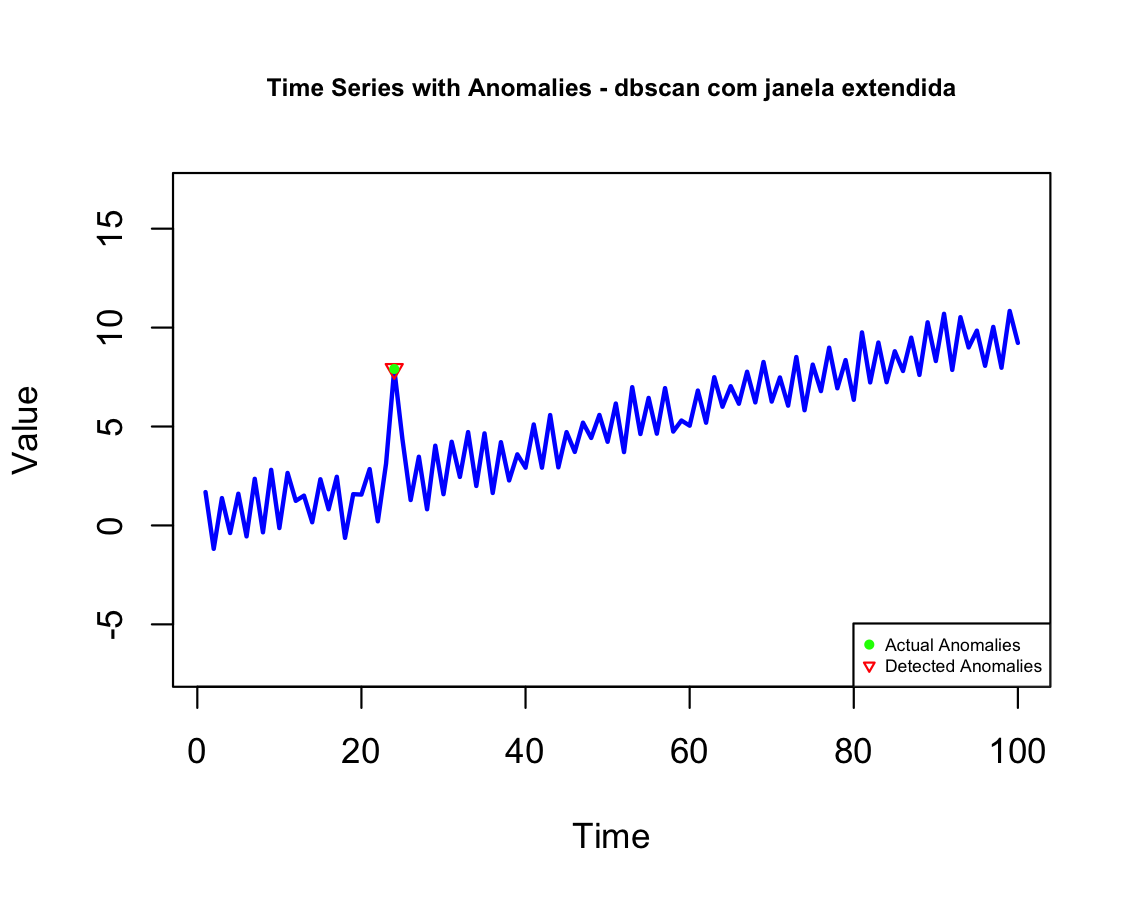 Time Series with Anomalies - dbscan com janela extendida
Value
15
10
5
0
-5
Actual Anomalies
Detected Anomalies
0 20 40 60 80 100
Time